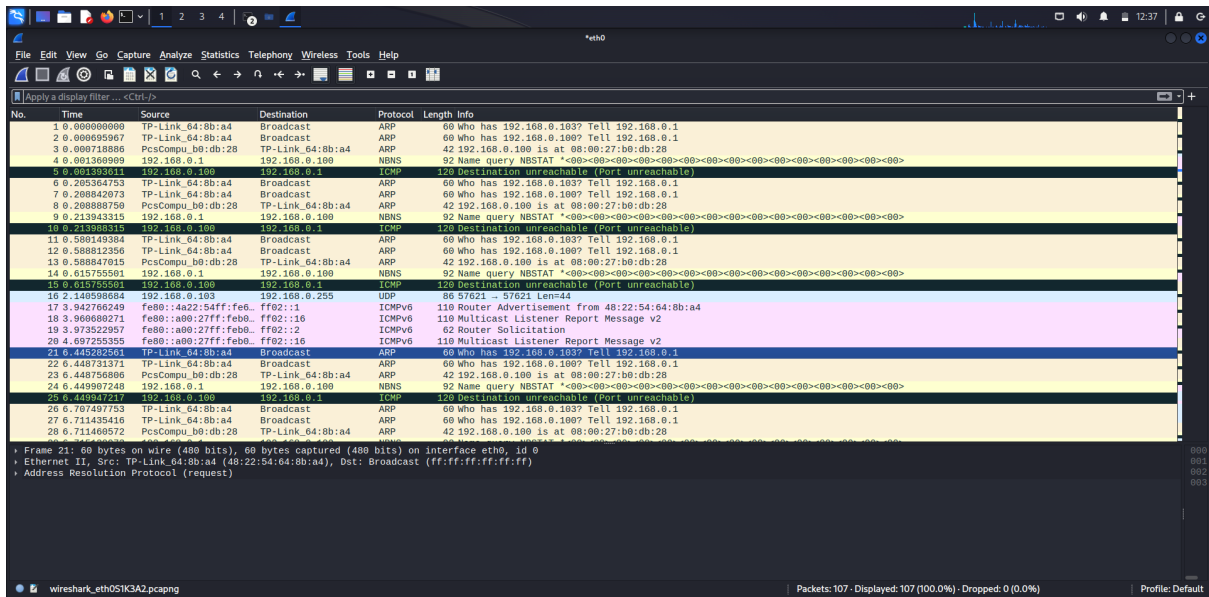 1 2 3 4 2 12:37
*eth0
File Edit View Go Capture Analyze Statistics Telephony Wireless Tools Help
Apply a display filter ... <Ctrl-/>
No. Time Source Destination Protocol Length Info
1 0.000000000 TP-Link_64:8b:a4 Broadcast ARP 60 Who has 192.168.0.103? Tell 192.168.0.1
2 0.000695967 TP-Link_64:8b:a4 Broadcast ARP 60 Who has 192.168.0.100? Tell 192.168.0.1
3 0.000718886 PcsCompu_b0:db:28 TP-Link_64:8b:a4 ARP 42 192.168.0.100 is at 08:00:27:b0:db:28
4 0.001360909 192.168.0.1 192.168.0.100 NBNS 92 Name query NBSTAT *<00><00><00><00><00><00><00><00><00><00><00><00><00><00><00>
5 0.001393611 192.168.0.100 192.168.0.1 ICMP 120 Destination unreachable (Port unreachable)
6 0.205364753 TP-Link_64:8b:a4 Broadcast ARP 60 Who has 192.168.0.103? Tell 192.168.0.1
7 0.208842073 TP-Link_64:8b:a4 Broadcast ARP 60 Who has 192.168.0.100? Tell 192.168.0.1
8 0.208888750 PcsCompu_b0:db:28 TP-Link_64:8b:a4 ARP 42 192.168.0.100 is at 08:00:27:b0:db:28
9 0.213943315 192.168.0.1 192.168.0.100 NBNS 92 Name query NBSTAT *<00><00><00><00><00><00><00><00><00><00><00><00><00><00><00>
10 0.213988315 192.168.0.100 192.168.0.1 ICMP 120 Destination unreachable (Port unreachable)
11 0.580149384 TP-Link_64:8b:a4 Broadcast ARP 60 Who has 192.168.0.103? Tell 192.168.0.1
12 0.588812356 TP-Link_64:8b:a4 Broadcast ARP 60 Who has 192.168.0.100? Tell 192.168.0.1
13 0.588847015 PcsCompu_b0:db:28 TP-Link_64:8b:a4 ARP 42 192.168.0.100 is at 08:00:27:b0:db:28
14 0.615755501 192.168.0.1 192.168.0.100 NBNS 92 Name query NBSTAT *<00><00><00><00><00><00><00><00><00><00><00><00><00><00><00>
15 0.615755501 192.168.0.100 192.168.0.1 ICMP 120 Destination unreachable (Port unreachable)
16 2.140598684 192.168.0.103 192.168.0.255 UDP 86 57621 → 57621 Len=44
17 3.942766249 fe80::4a22:54ff:fe6… ff02::1 ICMPv6 110 Router Advertisement from 48:22:54:64:8b:a4
18 3.960680271 fe80::a00:27ff:feb0… ff02::16 ICMPv6 110 Multicast Listener Report Message v2
19 3.973522957 fe80::a00:27ff:feb0… ff02::2 ICMPv6 62 Router Solicitation
20 4.697255355 fe80::a00:27ff:feb0… ff02::16 ICMPv6 110 Multicast Listener Report Message v2
21 6.445282561 TP-Link_64:8b:a4 Broadcast ARP 60 Who has 192.168.0.103? Tell 192.168.0.1
22 6.448731371 TP-Link_64:8b:a4 Broadcast ARP 60 Who has 192.168.0.100? Tell 192.168.0.1
23 6.448756806 PcsCompu_b0:db:28 TP-Link_64:8b:a4 ARP 42 192.168.0.100 is at 08:00:27:b0:db:28
24 6.449907248 192.168.0.1 192.168.0.100 NBNS 92 Name query NBSTAT *<00><00><00><00><00><00><00><00><00><00><00><00><00><00><00>
25 6.449947217 192.168.0.100 192.168.0.1 ICMP 120 Destination unreachable (Port unreachable)
26 6.707497753 TP-Link_64:8b:a4 Broadcast ARP 60 Who has 192.168.0.103? Tell 192.168.0.1
27 6.711435416 TP-Link_64:8b:a4 Broadcast ARP 60 Who has 192.168.0.100? Tell 192.168.0.1
28 6.711460572 PcsCompu_b0:db:28 TP-Link_64:8b:a4 ARP 42 192.168.0.100 is at 08:00:27:b0:db:28
Frame 21: 60 bytes on wire (480 bits), 60 bytes captured (480 bits) on interface eth0, id 0
Ethernet II, Src: TP-Link_64:8b:a4 (48:22:54:64:8b:a4), Dst: Broadcast (ff:ff:ff:ff:ff:ff)
Address Resolution Protocol (request)
000
001
002
003
wireshark_eth0S1K3A2.pcapng Packets: 107 · Displayed: 107 (100.0%) · Dropped: 0 (0.0%) Profile: Default